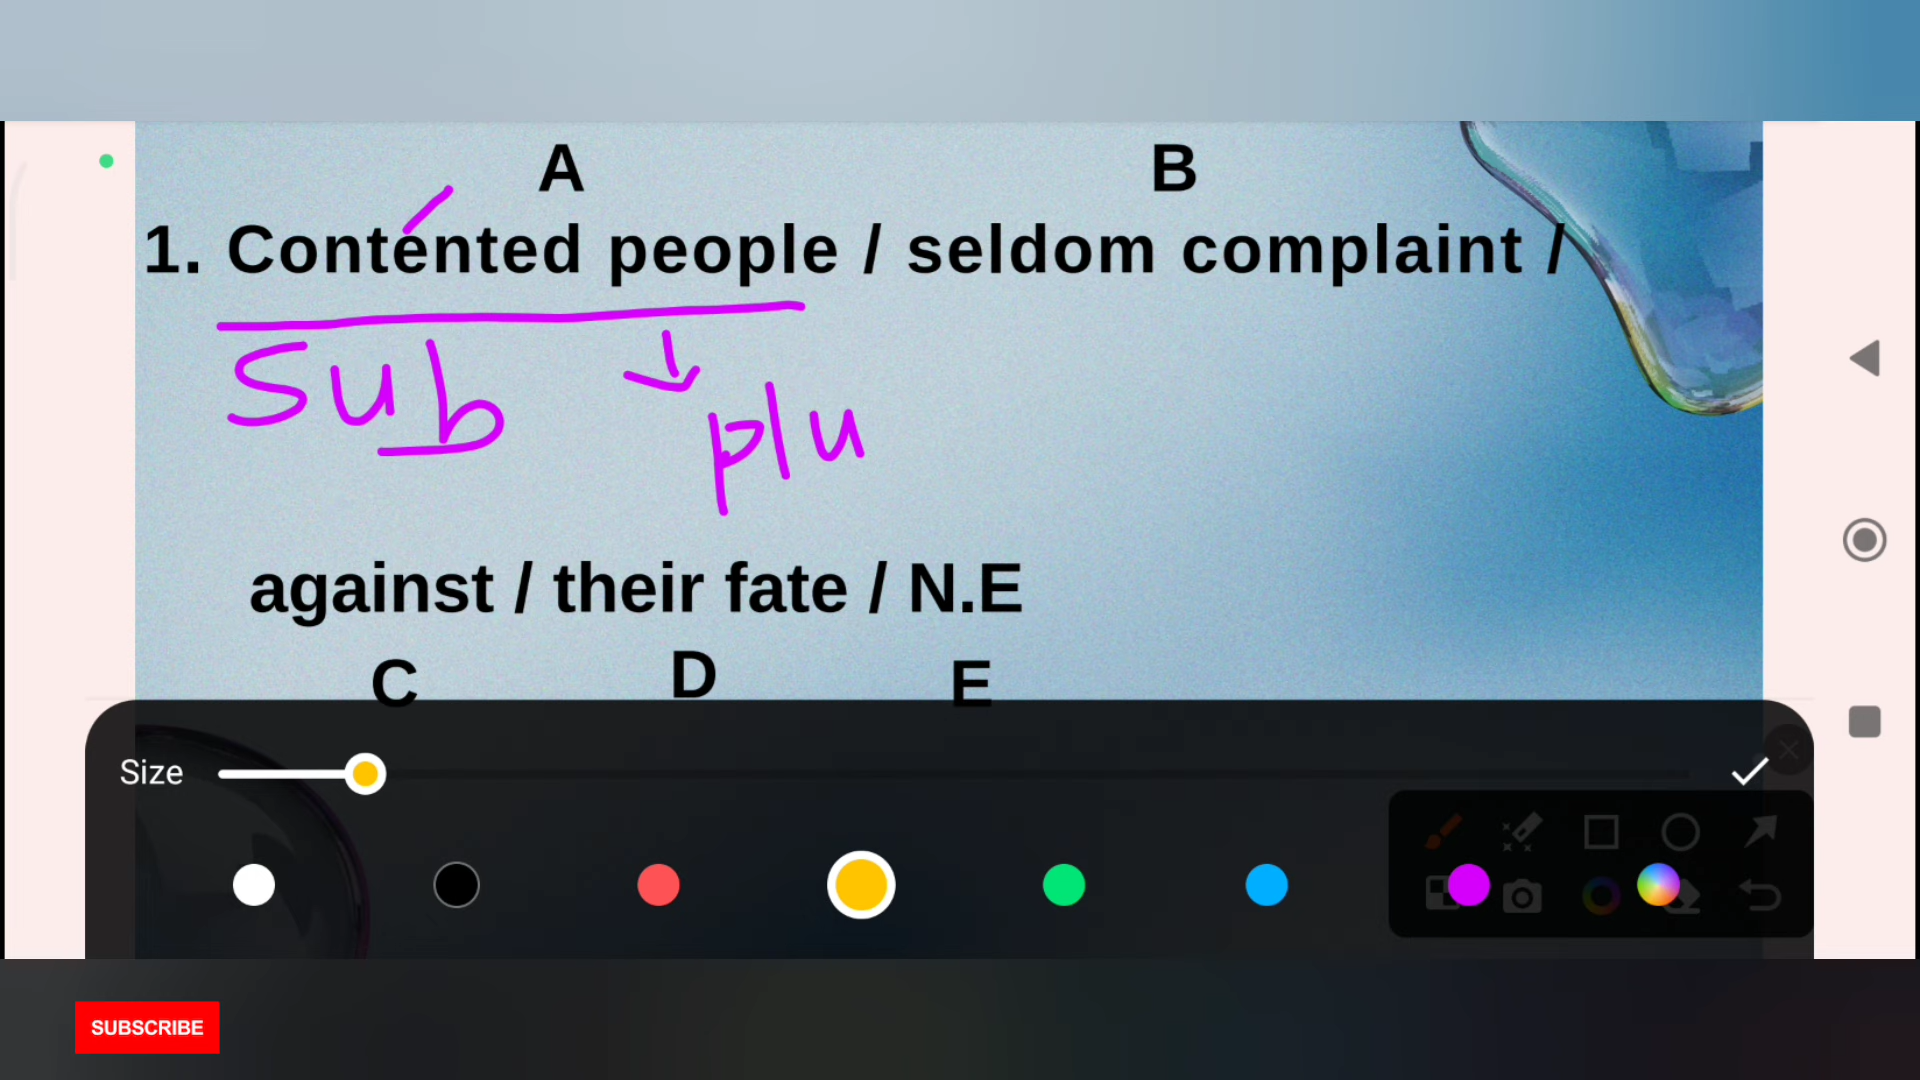 A B
1. Contented people / seldom complaint /
Sub plu
against / their fate / N.E
C D E
Size
SUBSCRIBE